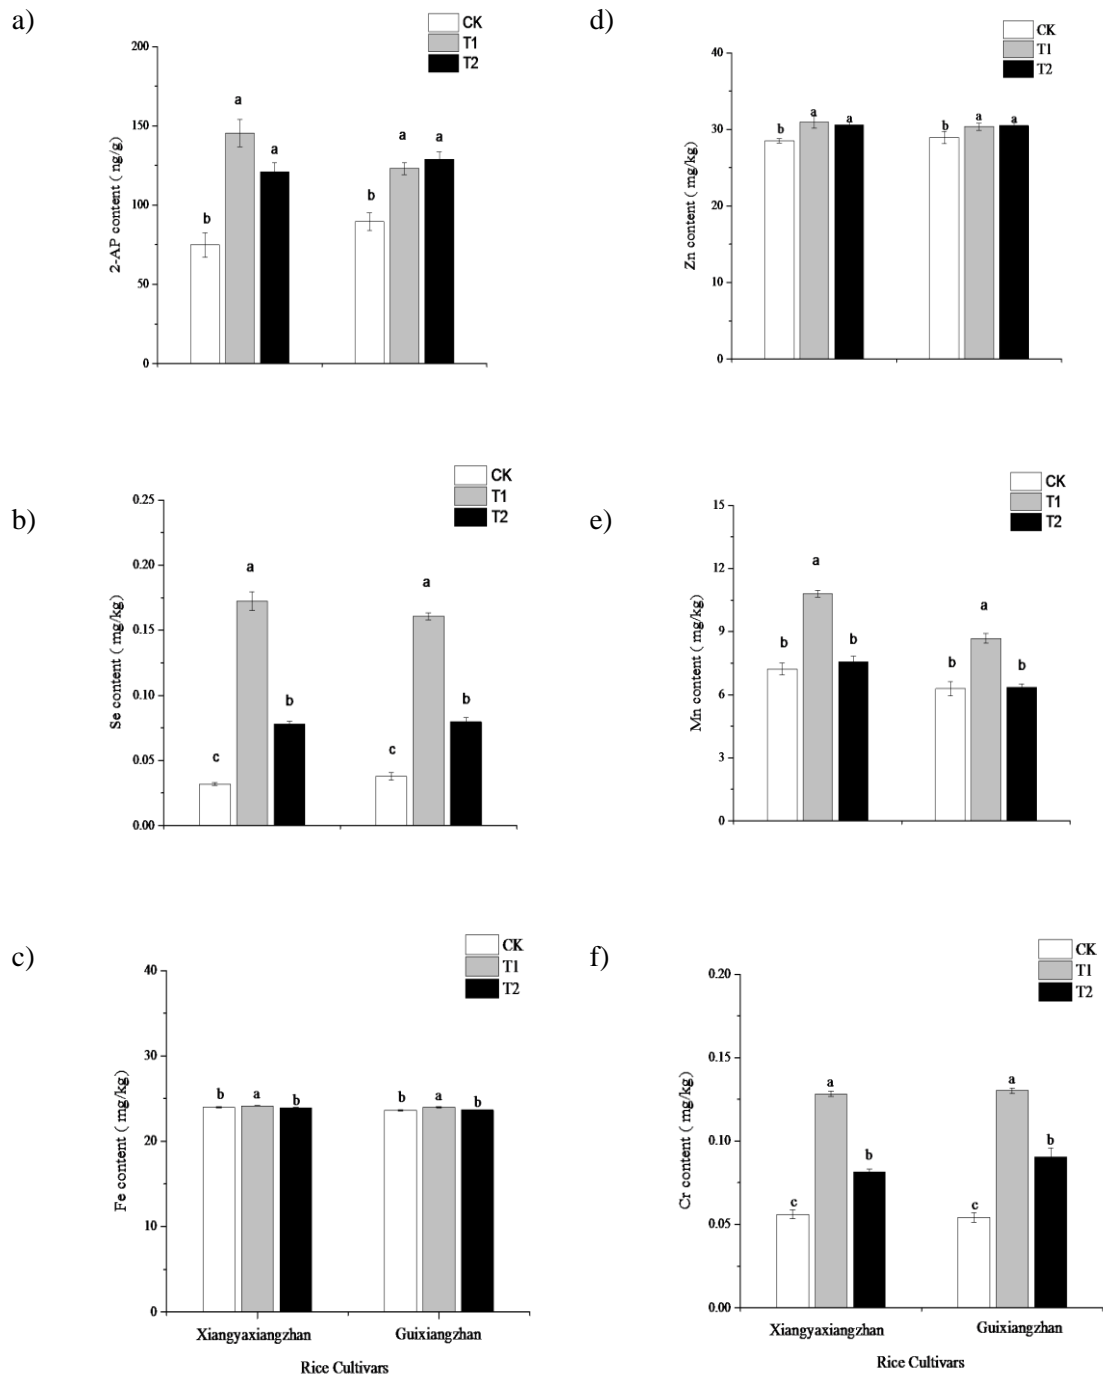 a)
CK
T1
T2
200
150
100
50
0
2-AP content ( ng/g)
b a a b a a
d)
CK
T1
T2
40
30
20
10
0
Zn content ( mg/kg)
b a a b a a
b)
CK
T1
T2
0.25
0.20
0.15
0.10
0.05
0.00
Se content ( mg/kg)
c a b c a b
e)
CK
T1
T2
15
12
9
6
3
0
Mn content ( mg/kg)
b a b b a b
c)
CK
T1
T2
40
30
20
10
0
Fe content ( mg/kg)
b a b b a b
Xiangyaxiangzhan Guixiangzhan
Rice Cultivars
f)
CK
T1
T2
0.20
0.15
0.10
0.05
0.00
Cr content ( mg/kg)
c a b c a b
Xiangyaxiangzhan Guixiangzhan
Rice Cultivars